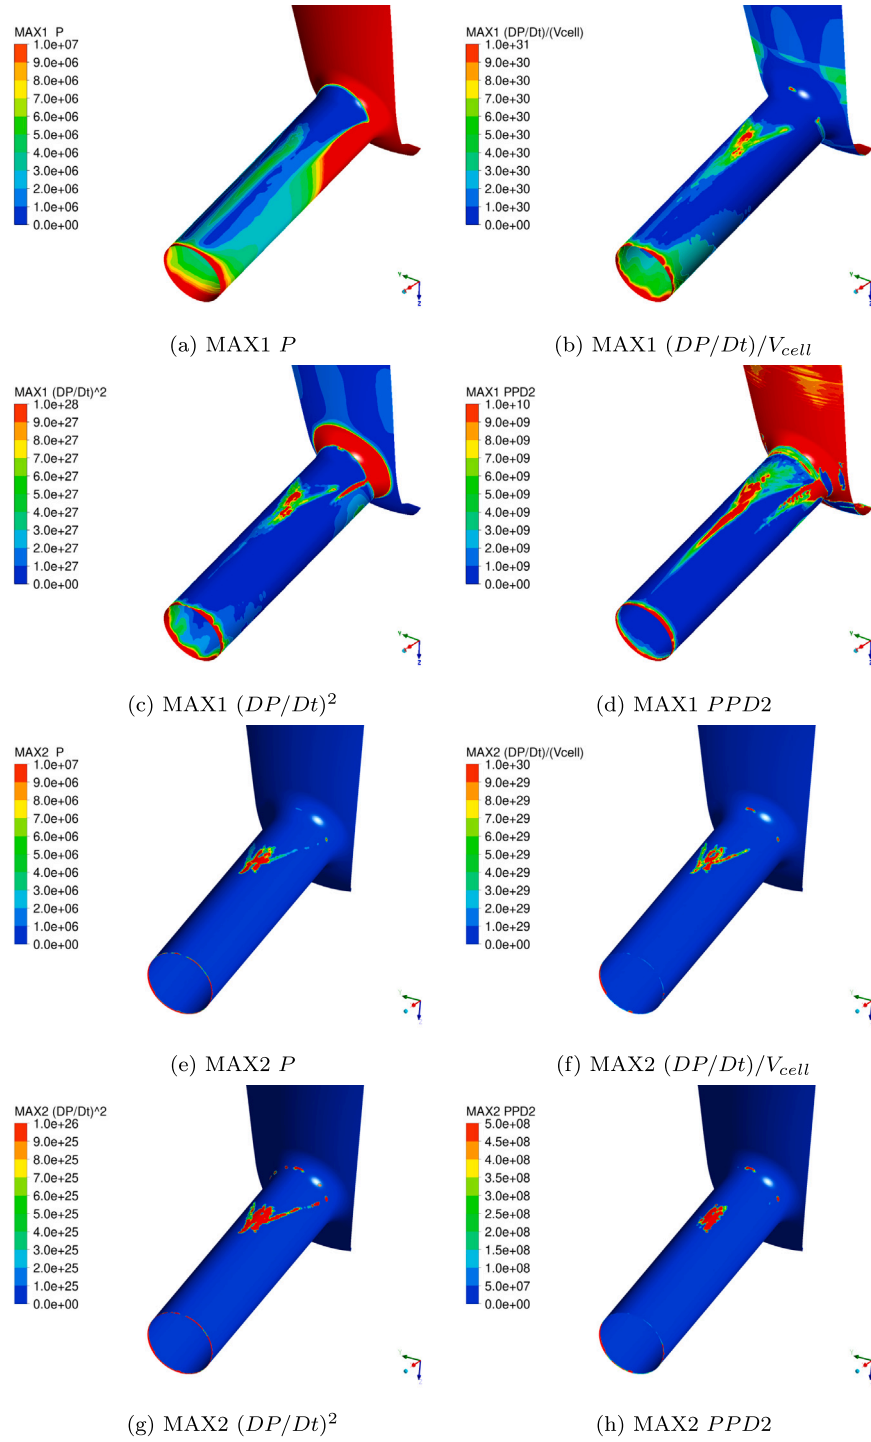 MAX1 P
1.0e+07
9.0e+06
8.0e+06
7.0e+06
6.0e+06
5.0e+06
4.0e+06
3.0e+06
2.0e+06
1.0e+06
0.0e+00
(a) MAX1 P
MAX1 (DP/Dt)/(Vcell)
1.0e+31
9.0e+30
8.0e+30
7.0e+30
6.0e+30
5.0e+30
4.0e+30
3.0e+30
2.0e+30
1.0e+30
0.0e+00
(b) MAX1 (DP/Dt)/V_cell
MAX1 (DP/Dt)^2
1.0e+28
9.0e+27
8.0e+27
7.0e+27
6.0e+27
5.0e+27
4.0e+27
3.0e+27
2.0e+27
1.0e+27
0.0e+00
Z
(c) MAX1 (DP/Dt)²
MAX1 PPD2
1.0e+10
9.0e+09
8.0e+09
7.0e+09
6.0e+09
5.0e+09
4.0e+09
3.0e+09
2.0e+09
1.0e+09
0.0e+00
Z
(d) MAX1 PPD2
MAX2 P
1.0e+07
9.0e+06
8.0e+06
7.0e+06
6.0e+06
5.0e+06
4.0e+06
3.0e+06
2.0e+06
1.0e+06
0.0e+00
(e) MAX2 P
MAX2 (DP/Dt)/(Vcell)
1.0e+30
9.0e+29
8.0e+29
7.0e+29
6.0e+29
5.0e+29
4.0e+29
3.0e+29
2.0e+29
1.0e+29
0.0e+00
(f) MAX2 (DP/Dt)/V_cell
MAX2 (DP/Dt)^2
1.0e+26
9.0e+25
8.0e+25
7.0e+25
6.0e+25
5.0e+25
4.0e+25
3.0e+25
2.0e+25
1.0e+25
0.0e+00
(g) MAX2 (DP/Dt)²
MAX2 PPD2
5.0e+08
4.5e+08
4.0e+08
3.5e+08
3.0e+08
2.5e+08
2.0e+08
1.5e+08
1.0e+08
5.0e+07
0.0e+00
(h) MAX2 PPD2